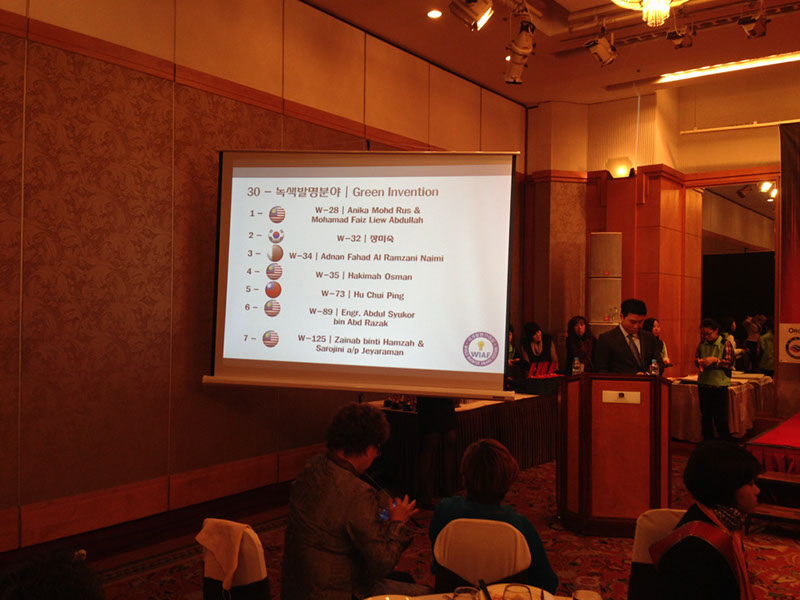 30 – 녹색발명분야 | Green Invention
1 –
W–28 | Anika Mohd Rus &
Mohamad Faiz Liew Abdullah
2 –
W–32 | 장미숙
3 –
W–34 | Adnan Fahad Al Ramzani Naimi
4 –
W–35 | Hakimah Osman
5 –
W–73 | Hu Chui Ping
6 –
W–89 | Engr. Abdul Syukor
bin Abd Razak
7 –
W–125 | Zainab binti Hamzah &
Sarojini a/p Jeyaraman
WIAF